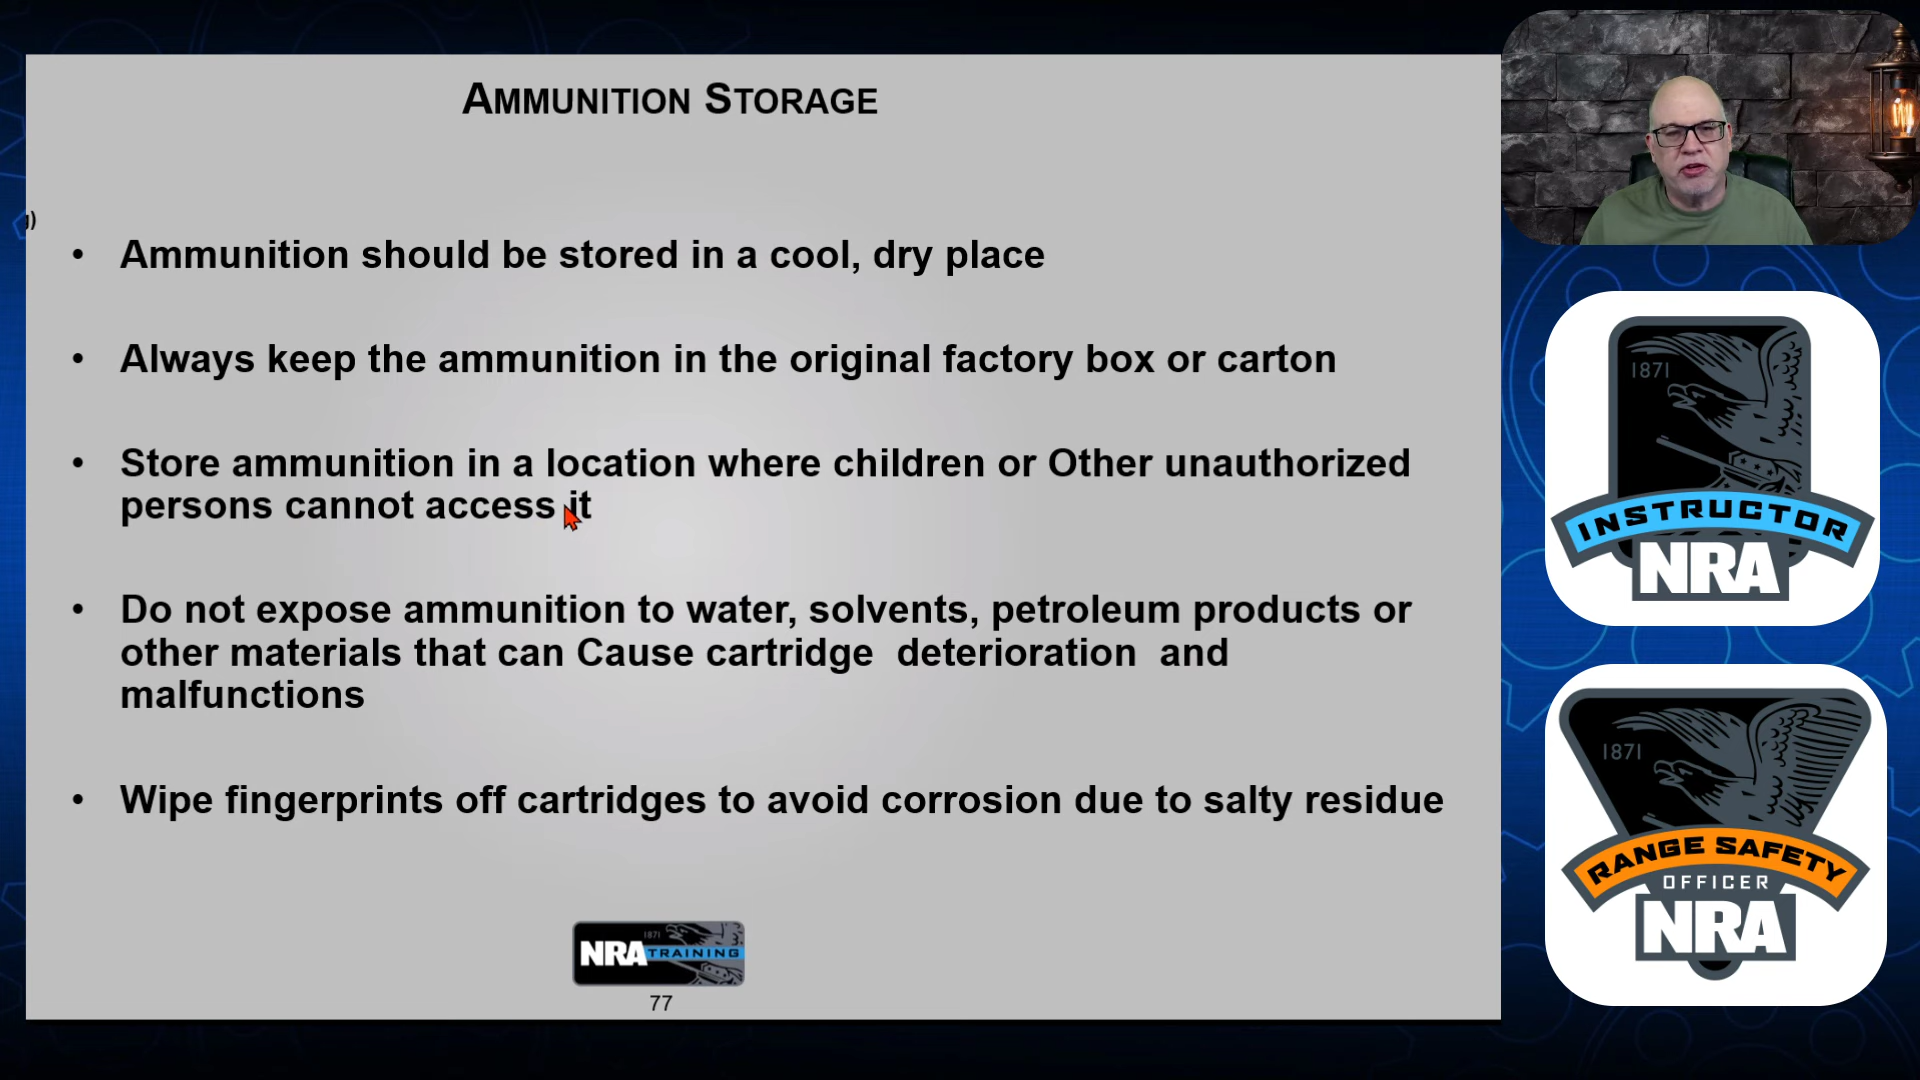 AMMUNITION STORAGE
)
• Ammunition should be stored in a cool, dry place
• Always keep the ammunition in the original factory box or carton
• Store ammunition in a location where children or Other unauthorized
persons cannot access it
• Do not expose ammunition to water, solvents, petroleum products or
other materials that can Cause cartridge deterioration and
malfunctions
• Wipe fingerprints off cartridges to avoid corrosion due to salty residue
1871
NRA TRAINING
77
1871
INSTRUCTOR
NRA
1871
RANGE SAFETY
OFFICER
NRA